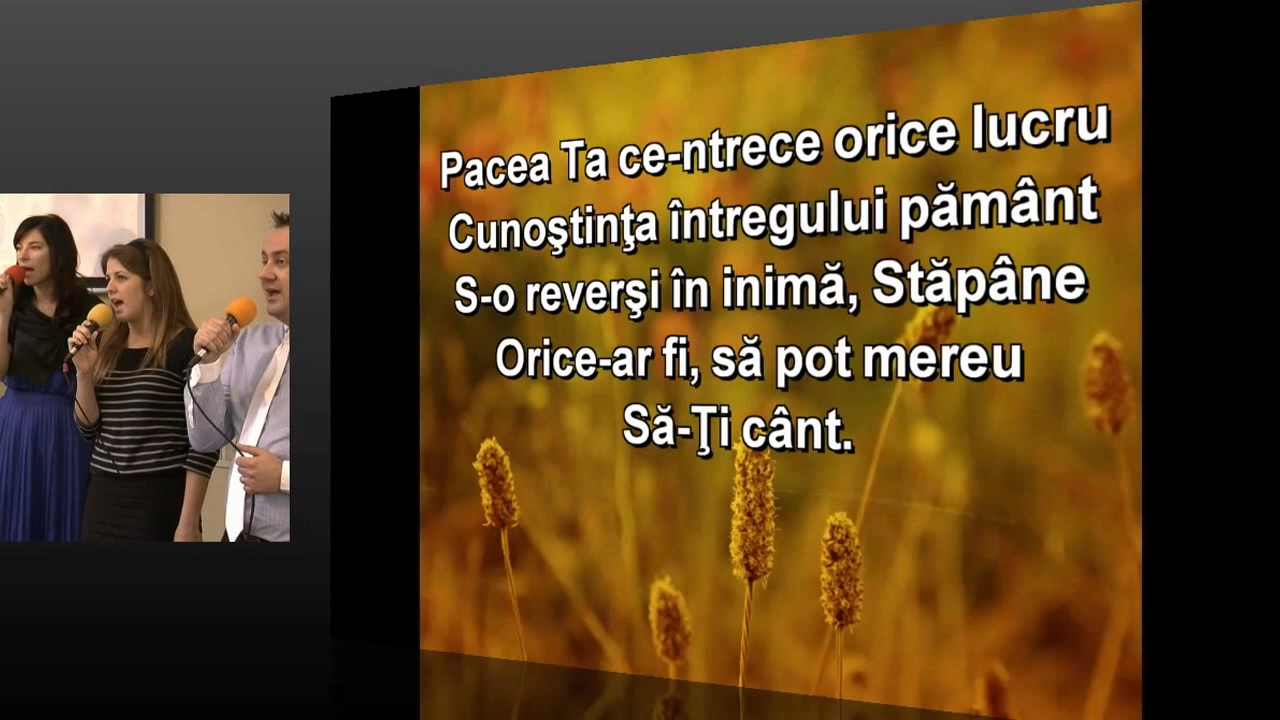 Pacea Ta ce-ntrece orice lucru
Cunoştinţa întregului pământ
S-o reverşi în inimă, Stăpâne
Orice-ar fi, să pot mereu
Să-Ţi cânt.